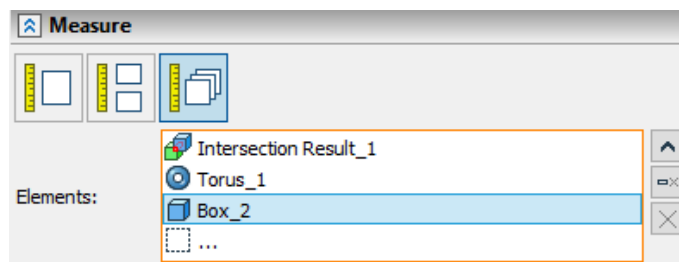 Measure
Intersection Result_1
Torus_1
Elements:
Box_2
...